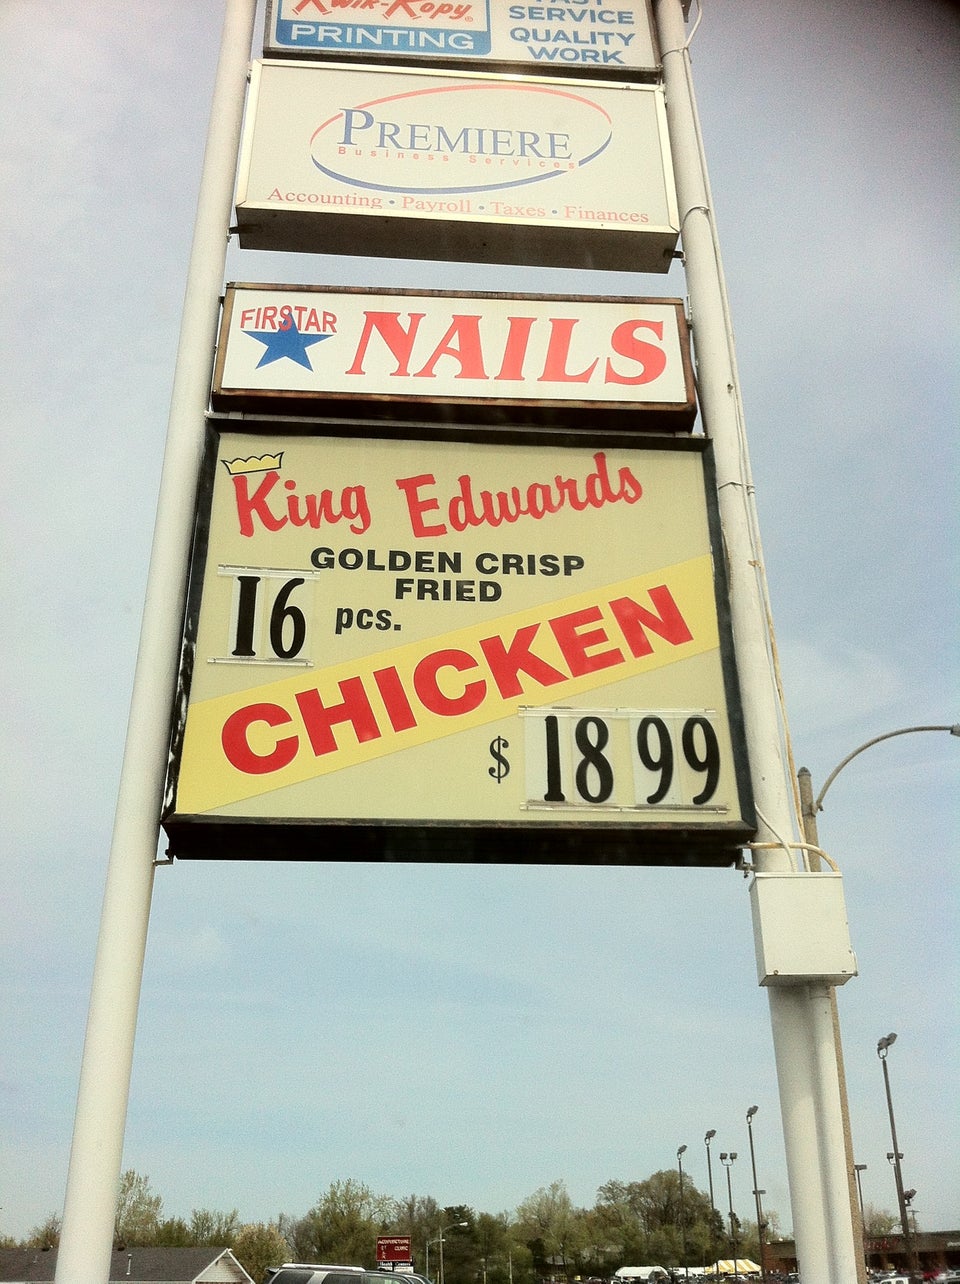 Kwik-Kopy
PRINTING
FAST
SERVICE
QUALITY
WORK
PREMIERE
Business Services
Accounting • Payroll • Taxes • Finances
FIRSTAR
NAILS
King Edwards
GOLDEN CRISP
FRIED
16 pcs.
CHICKEN
$ 18 99